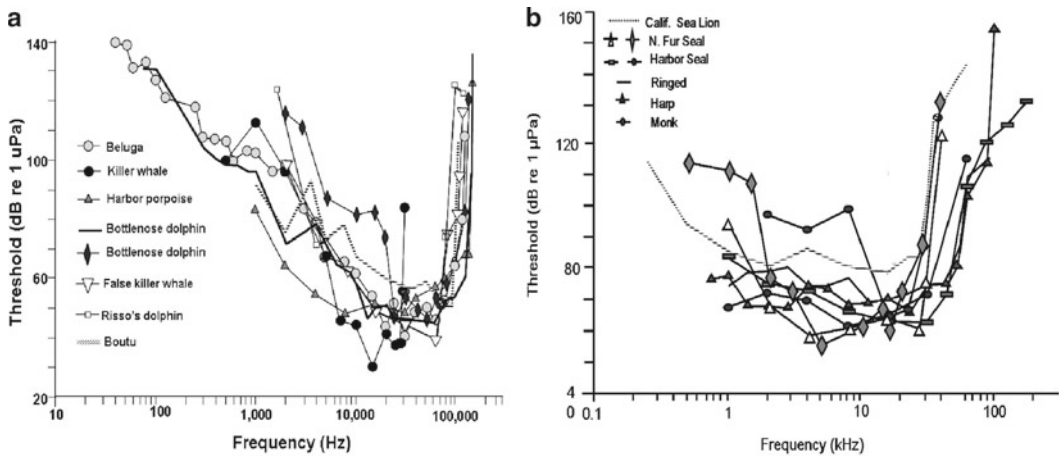 a
Threshold (dB re 1 µPa)
140
100
60
20
Beluga
Killer whale
Harbor porpoise
Bottlenose dolphin
Bottlenose dolphin
False killer whale
Risso's dolphin
Boutu
10
100
1,000
10,000
100,000
Frequency (Hz)
b
Threshold (dB re 1 uPa)
160
120
80
4
0
Calif. Sea Lion
N. Fur Seal
Harbor Seal
Ringed
Harp
Monk
0.1
1
10
100
Frequency (kHz)